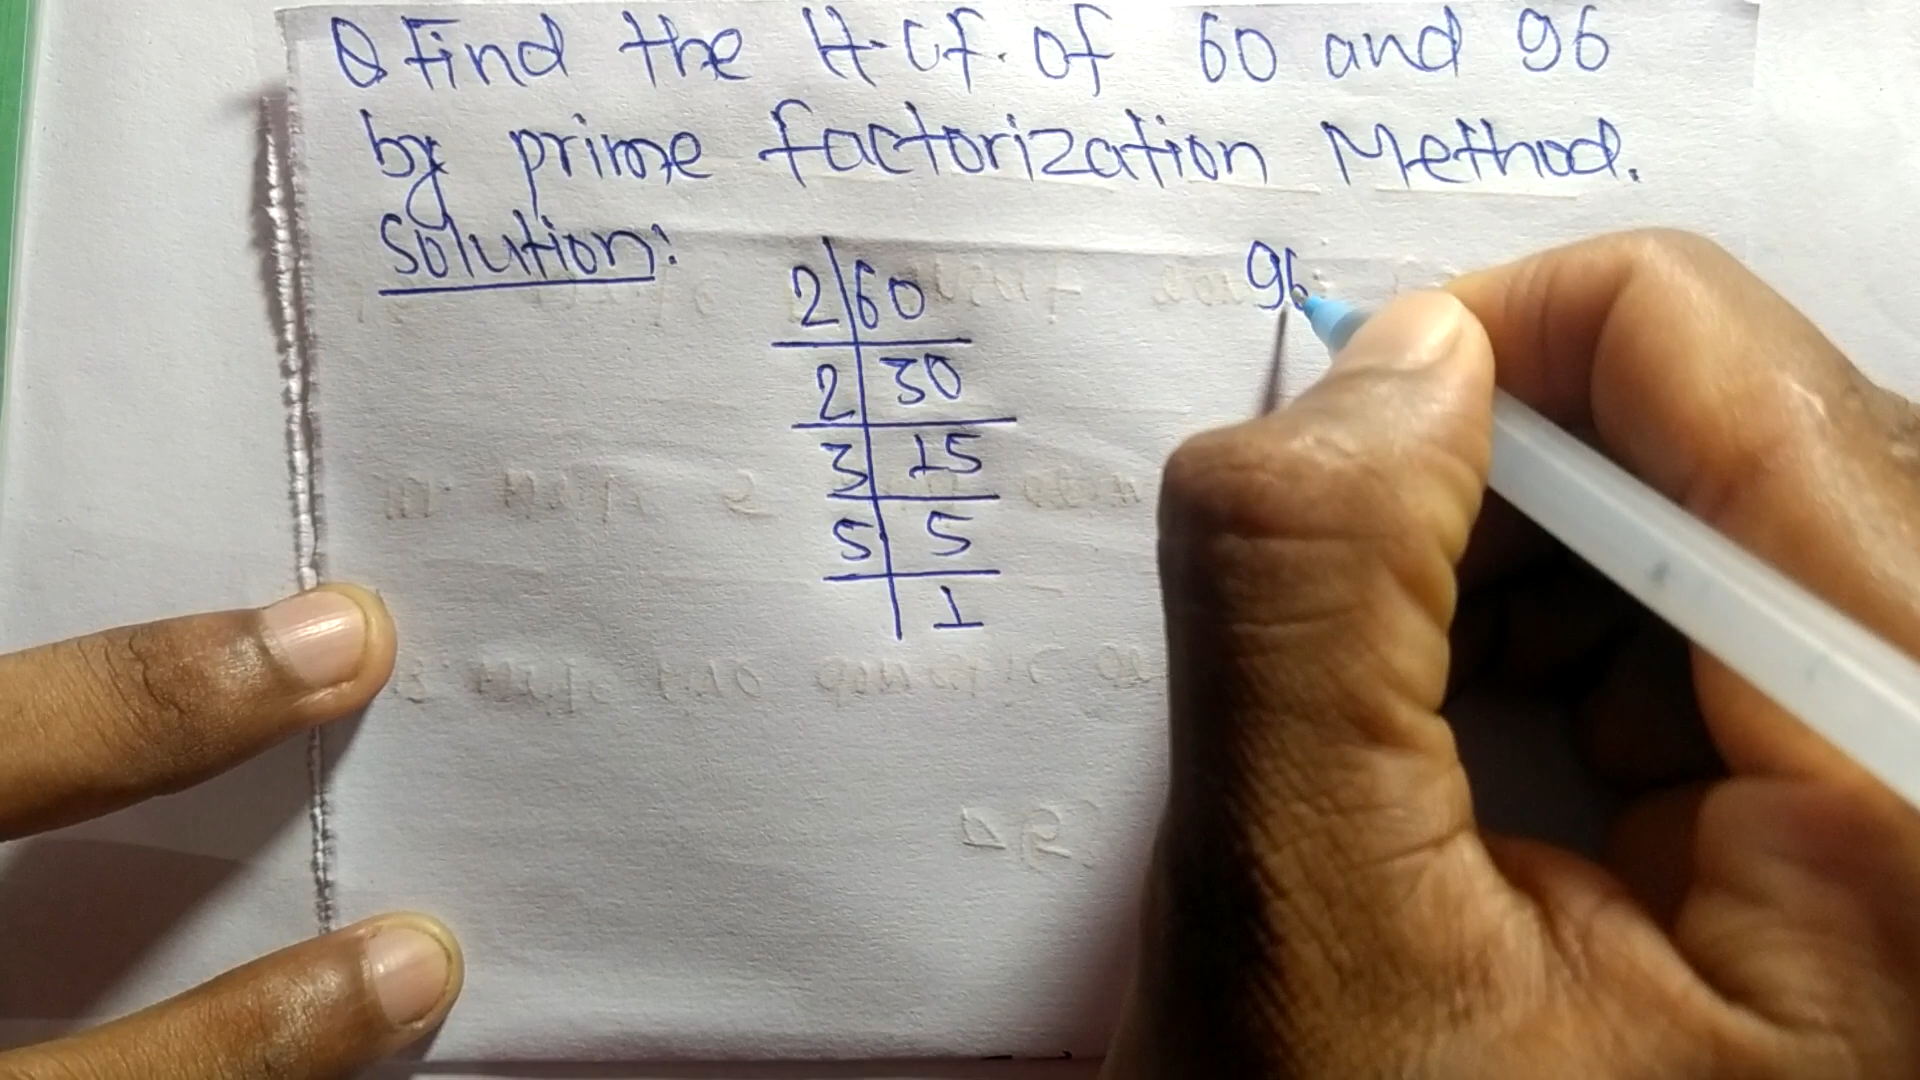 Q Find the H.C.F. of 60 and 96
by prime factorization Method.
Solution:
2 60
2 30
3 15
5 5
1
96